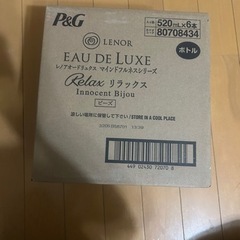 P&G
520mL×6本
80708434
ボトル
LENOR
EAU DE LUXE
レノアオードリュクス マインドフルネスシリーズ
Relax リラックス
Innocent Bijou
ビーズ
涼しい場所に保管して下さい/STORE IN A COOL PLACE